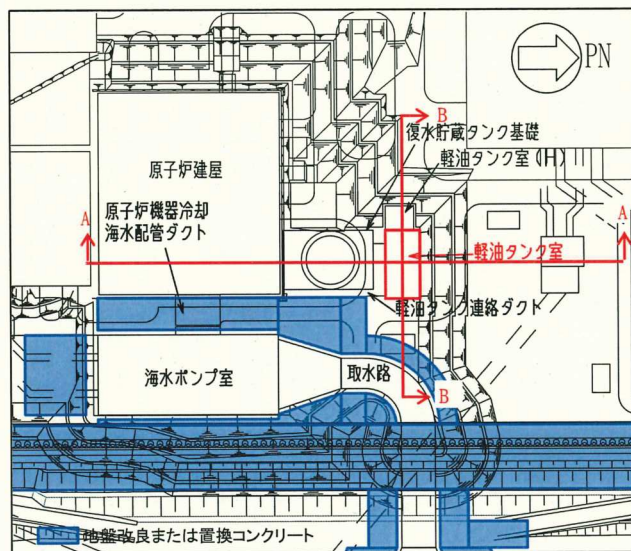 PN
B
復水貯蔵タンク基礎
軽油タンク室(H)
原子炉建屋
原子炉機器冷却
海水配管ダクト
A
A
軽油タンク室
軽油タンク連絡ダクト
海水ポンプ室
取水路
B
地盤改良または置換コンクリート